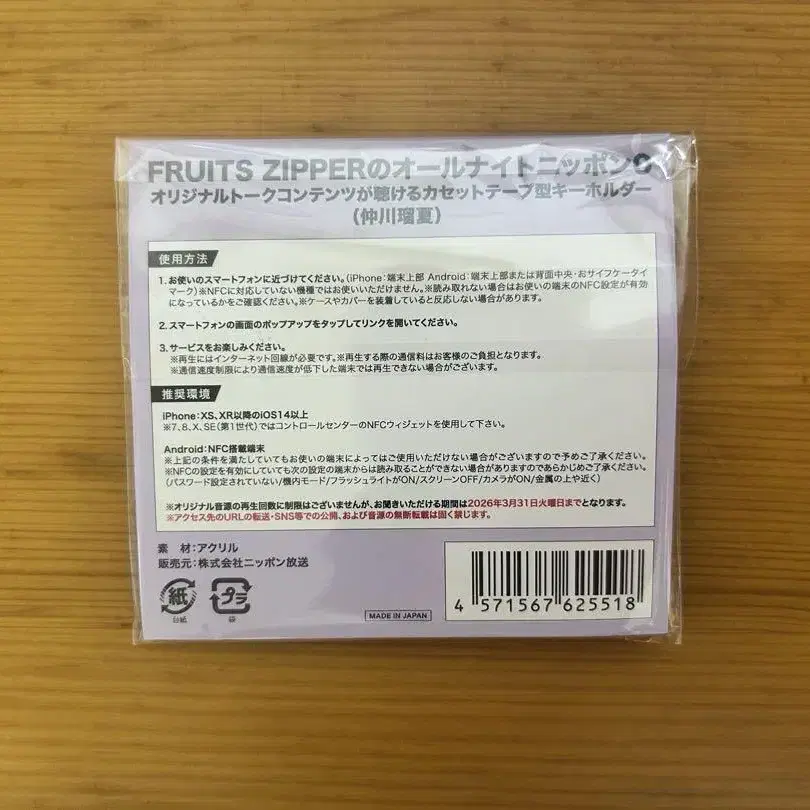 FRUITS ZIPPERのオールナイトニッポン0
オリジナルトークコンテンツが聴けるカセットテープ型キーホルダー
（仲川瑠夏）
使用方法
1.お使いのスマートフォンに近づけてください。（iPhone：端末上部 Android：端末上部または背面中央・おサイフケータイ
マーク）※NFCに対応していない機種ではお使いいただけません。※読み取れない場合はお使いの端末のNFC設定が有効
になっているかをご確認ください。※ケースやカバーを装着していると反応しない場合があります。
2.スマートフォンの画面のポップアップをタップしてリンクを開いてください。
3.サービスをお楽しみください。
※再生にはインターネット回線が必要です。※再生する際の通信料はお客様のご負担となります。
※通信速度制限により通信速度が低下した端末では再生できない場合がございます。
推奨環境
iPhone：XS、XR以降のiOS14以上
※7、8、X、SE（第1世代）ではコントロールセンターのNFCウィジェットを使用して下さい。
Android：NFC搭載端末
※上記の条件を満たしていてもお使いの端末によってはご使用いただけない場合がございますので予めご了承ください。
※NFCの設定を有効にしていても次の設定の端末からは読み取ることができない場合がありますのであらかじめご了承ください。
（パスワード設定されていない/機内モード/フラッシュライトがON/スクリーンOFF/カメラがON/金属の上や近く）
※オリジナル音源の再生回数に制限はございませんが、お聞きいただける期間は2026年3月31日火曜日までとなります。
※アクセス先のURLの転送・SNS等での公開、および音源の無断転載は固く禁じます。
素 材：アクリル
販売元：株式会社ニッポン放送
紙
台紙
プラ
袋
MADE IN JAPAN
4 571567 625518